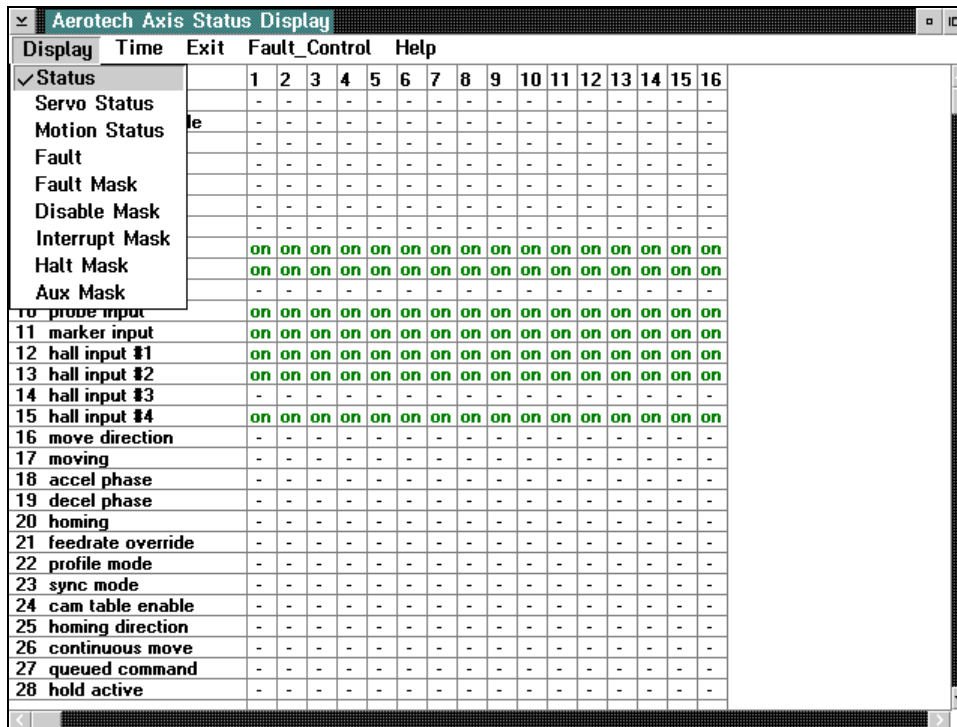 Aerotech Axis Status Display
Display Time Exit Fault_Control Help
✓Status
Servo Status
Motion Status
Fault
Fault Mask
Disable Mask
Interrupt Mask
Halt Mask
Aux Mask
1 2 3 4 5 6 7 8 9 10 11 12 13 14 15 16
- - - - - - - - - - - - - - - -
le - - - - - - - - - - - - - - - -
- - - - - - - - - - - - - - - -
- - - - - - - - - - - - - - - -
- - - - - - - - - - - - - - - -
- - - - - - - - - - - - - - - -
- - - - - - - - - - - - - - - -
on on on on on on on on on on on on on on on on
on on on on on on on on on on on on on on on on
- - - - - - - - - - - - - - - -
10 probe input on on on on on on on on on on on on on on on on
11 marker input on on on on on on on on on on on on on on on on
12 hall input #1 on on on on on on on on on on on on on on on on
13 hall input #2 on on on on on on on on on on on on on on on on
14 hall input #3 - - - - - - - - - - - - - - - -
15 hall input #4 on on on on on on on on on on on on on on on on
16 move direction - - - - - - - - - - - - - - - -
17 moving - - - - - - - - - - - - - - - -
18 accel phase - - - - - - - - - - - - - - - -
19 decel phase - - - - - - - - - - - - - - - -
20 homing - - - - - - - - - - - - - - - -
21 feedrate override - - - - - - - - - - - - - - - -
22 profile mode - - - - - - - - - - - - - - - -
23 sync mode - - - - - - - - - - - - - - - -
24 cam table enable - - - - - - - - - - - - - - - -
25 homing direction - - - - - - - - - - - - - - - -
26 continuous move - - - - - - - - - - - - - - - -
27 queued command - - - - - - - - - - - - - - - -
28 hold active - - - - - - - - - - - - - - - -